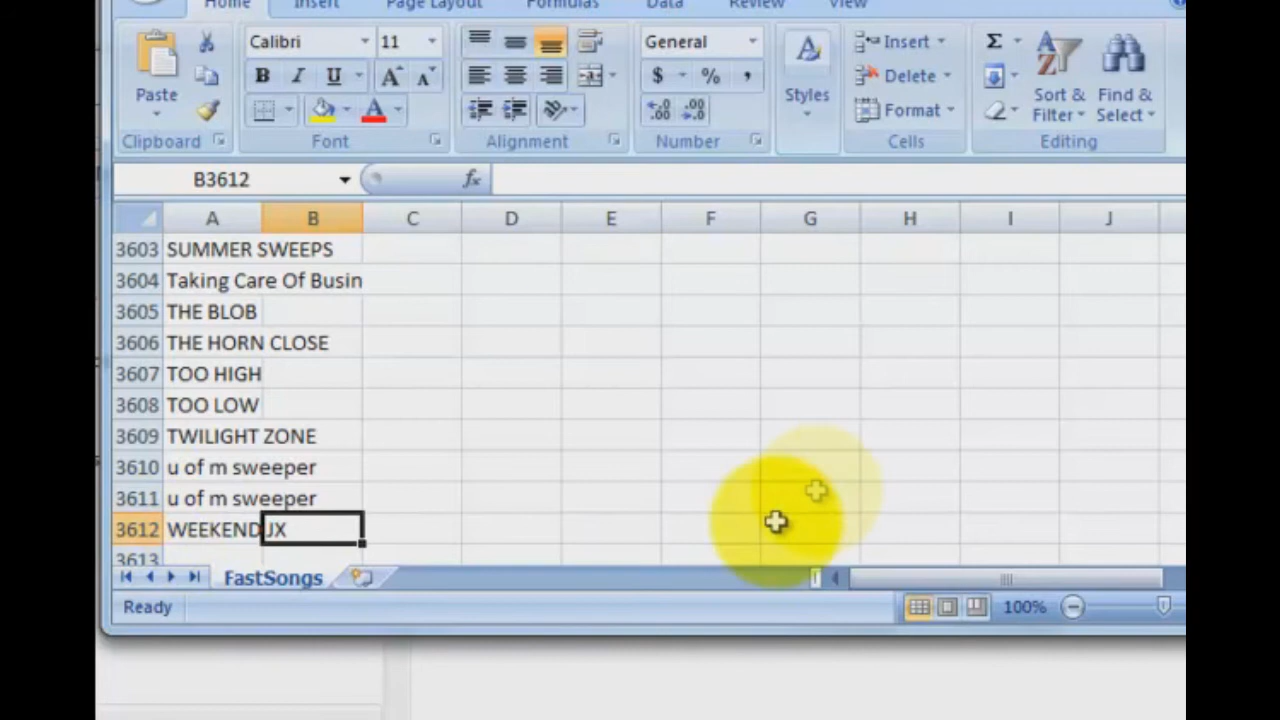 Home Insert Page Layout Formulas Data Review View
Calibri 11 General Insert
Paste B I U A A $ % , Styles Delete Sort & Find &
A .00 .00 Format Filter Select
Clipboard Font Alignment Number Cells Editing
B3612 fx
A B C D E F G H I J
3603 SUMMER SWEEPS
3604 Taking Care Of Busin
3605 THE BLOB
3606 THE HORN CLOSE
3607 TOO HIGH
3608 TOO LOW
3609 TWILIGHT ZONE
3610 u of m sweeper
3611 u of m sweeper
3612 WEEKEND JX
3613
FastSongs
Ready 100%